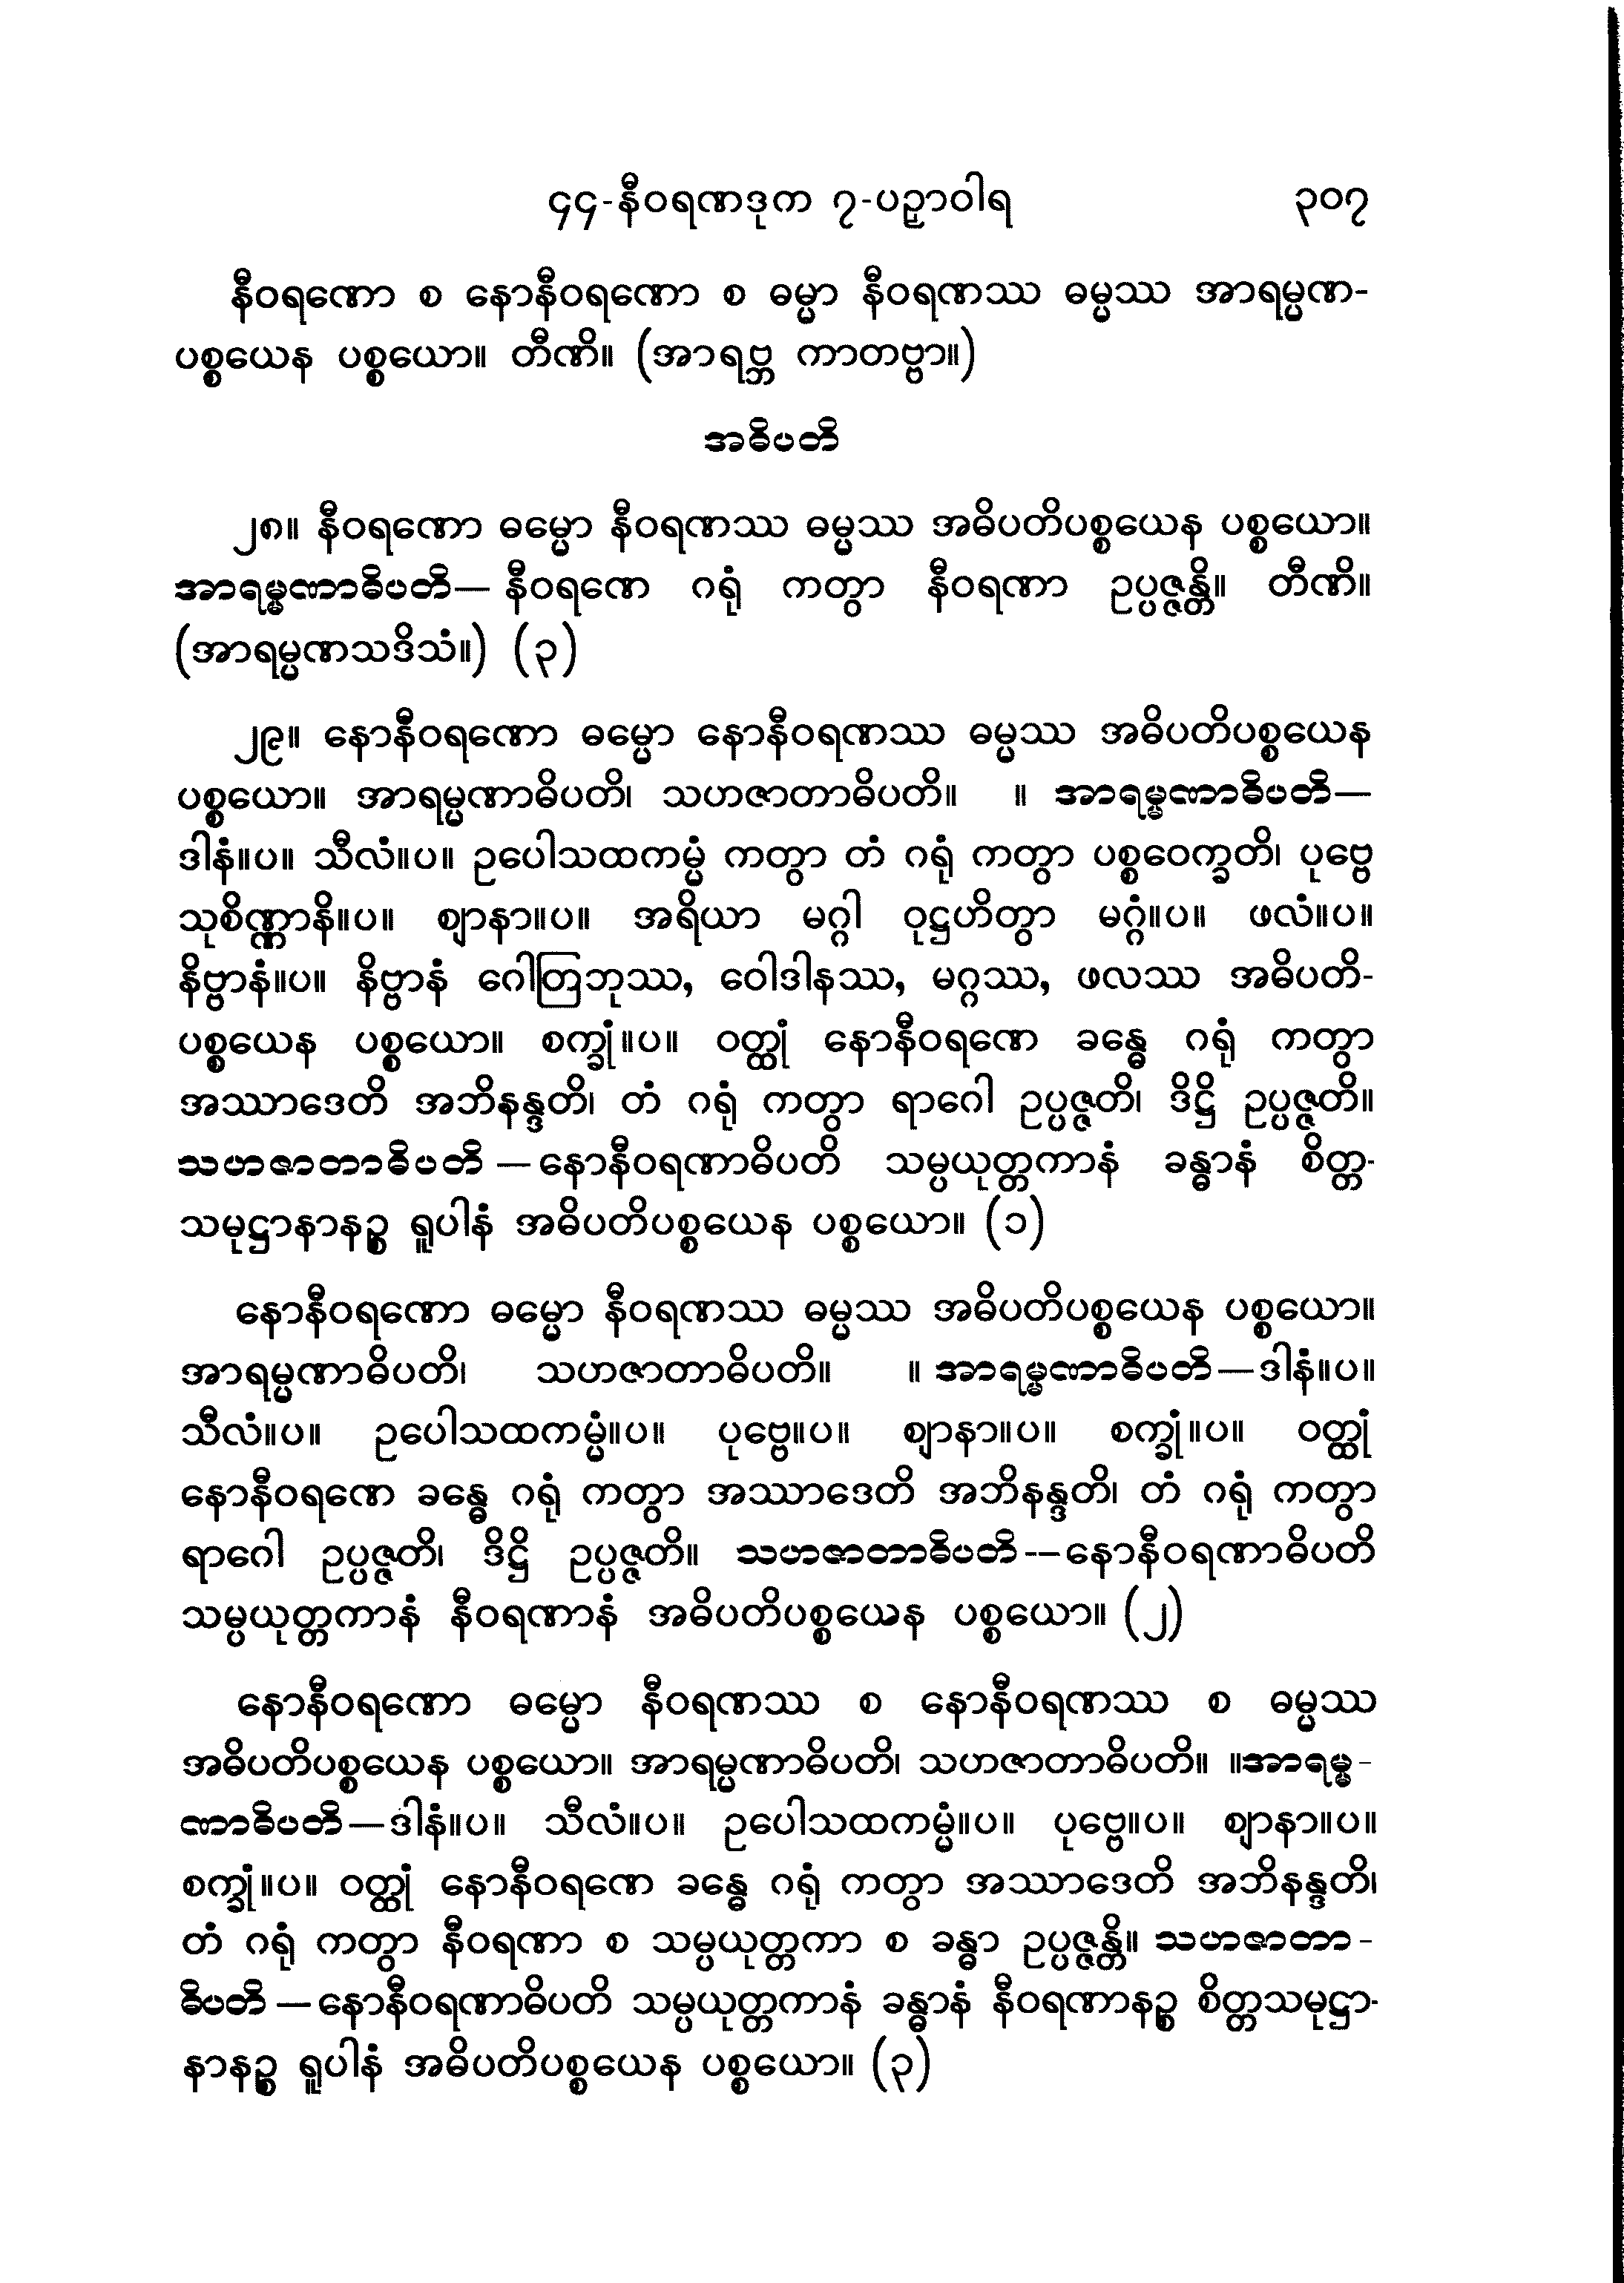 ၄၄-နီဝရဏဒုက ၇-ပဉှာဝါရ ၃၀၇
နီဝရဏော စ နောနီဝရဏော စ ဓမ္မာ နီဝရဏဿ ဓမ္မဿ အာရမ္မဏ-
ပစ္စယေန ပစ္စယော။ တီဏိ။ (အာရဗ္ဘ ကာတဗ္ဗာ။)
အဓိပတိ
၂၈။ နီဝရဏော ဓမ္မော နီဝရဏဿ ဓမ္မဿ အဓိပတိပစ္စယေန ပစ္စယော။
အာရမ္မဏာဓိပတိ— နီဝရဏေ ဂရုံ ကတွာ နီဝရဏာ ဥပ္ပဇ္ဇန္တိ။ တီဏိ။
(အာရမ္မဏသဒိသံ။) (၃)
၂၉။ နောနီဝရဏော ဓမ္မော နောနီဝရဏဿ ဓမ္မဿ အဓိပတိပစ္စယေန
ပစ္စယော။ အာရမ္မဏာဓိပတိ၊ သဟဇာတာဓိပတိ။ ။ အာရမ္မဏာဓိပတိ—
ဒါနံ။ပ။ သီလံ။ပ။ ဥပေါသထကမ္မံ ကတွာ တံ ဂရုံ ကတွာ ပစ္စဝေက္ခတိ၊ ပုဗ္ဗေ
သုစိဏ္ဏာနိ။ပ။ ဈာနာ။ပ။ အရိယာ မဂ္ဂါ ဝုဋ္ဌဟိတွာ မဂ္ဂံ။ပ။ ဖလံ။ပ။
နိဗ္ဗာနံ။ပ။ နိဗ္ဗာနံ ဂေါတြဘုဿ, ဝေါဒါနဿ, မဂ္ဂဿ, ဖလဿ အဓိပတိ-
ပစ္စယေန ပစ္စယော။ စက္ခုံ။ပ။ ဝတ္ထုံ နောနီဝရဏေ ခန္ဓေ ဂရုံ ကတွာ
အဿာဒေတိ အဘိနန္ဒတိ၊ တံ ဂရုံ ကတွာ ရာဂေါ ဥပ္ပဇ္ဇတိ၊ ဒိဋ္ဌိ ဥပ္ပဇ္ဇတိ။
သဟဇာတာဓိပတိ —နောနီဝရဏာဓိပတိ သမ္ပယုတ္တကာနံ ခန္ဓာနံ စိတ္တ-
သမုဋ္ဌာနာနဉ္စ ရူပါနံ အဓိပတိပစ္စယေန ပစ္စယော။ (၁)
နောနီဝရဏော ဓမ္မော နီဝရဏဿ ဓမ္မဿ အဓိပတိပစ္စယေန ပစ္စယော။
အာရမ္မဏာဓိပတိ၊ သဟဇာတာဓိပတိ။ ။ အာရမ္မဏာဓိပတိ—ဒါနံ။ပ။
သီလံ။ပ။ ဥပေါသထကမ္မံ။ပ။ ပုဗ္ဗေ။ပ။ ဈာနာ။ပ။ စက္ခုံ။ပ။ ဝတ္ထုံ
နောနီဝရဏေ ခန္ဓေ ဂရုံ ကတွာ အဿာဒေတိ အဘိနန္ဒတိ၊ တံ ဂရုံ ကတွာ
ရာဂေါ ဥပ္ပဇ္ဇတိ၊ ဒိဋ္ဌိ ဥပ္ပဇ္ဇတိ။ သဟဇာတာဓိပတိ—နောနီဝရဏာဓိပတိ
သမ္ပယုတ္တကာနံ နီဝရဏာနံ အဓိပတိပစ္စယေန ပစ္စယော။ (၂)
နောနီဝရဏော ဓမ္မော နီဝရဏဿ စ နောနီဝရဏဿ စ ဓမ္မဿ
အဓိပတိပစ္စယေန ပစ္စယော။ အာရမ္မဏာဓိပတိ၊ သဟဇာတာဓိပတိ။ ။အာရမ္မ-
ဏာဓိပတိ—ဒါနံ။ပ။ သီလံ။ပ။ ဥပေါသထကမ္မံ။ပ။ ပုဗ္ဗေ။ပ။ ဈာနာ။ပ။
စက္ခုံ။ပ။ ဝတ္ထုံ နောနီဝရဏေ ခန္ဓေ ဂရုံ ကတွာ အဿာဒေတိ အဘိနန္ဒတိ၊
တံ ဂရုံ ကတွာ နီဝရဏာ စ သမ္ပယုတ္တကာ စ ခန္ဓာ ဥပ္ပဇ္ဇန္တိ။ သဟဇာတာ-
ဓိပတိ —နောနီဝရဏာဓိပတိ သမ္ပယုတ္တကာနံ ခန္ဓာနံ နီဝရဏာနဉ္စ စိတ္တသမုဋ္ဌာ-
နာနဉ္စ ရူပါနံ အဓိပတိပစ္စယေန ပစ္စယော။ (၃)